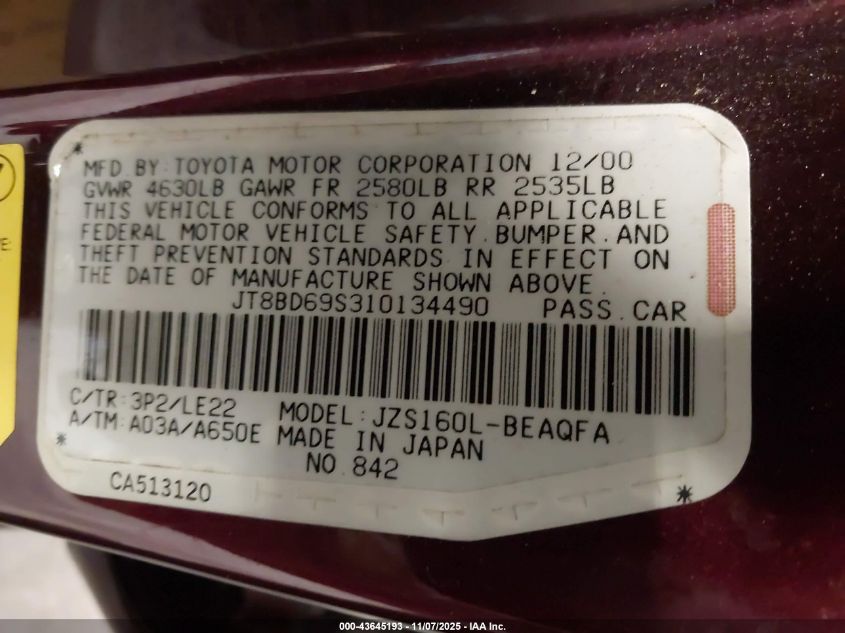 MFD.BY TOYOTA MOTOR CORPORATION 12/00
GVWR 4630LB GAWR FR 2580LB RR 2535LB
THIS VEHICLE CONFORMS TO ALL APPLICABLE
FEDERAL MOTOR VEHICLE SAFETY.BUMPER.AND
THEFT PREVENTION STANDARDS IN EFFECT ON
THE DATE OF MANUFACTURE SHOWN ABOVE.
JT8BD69S310134490 PASS.CAR
C/TR:3P2/LE22 MODEL:JZS160L-BEAQFA
A/TM:A03A/A650E MADE IN JAPAN
NO.842
CA513120
000-43645193 - 11/07/2025 - IAA Inc.